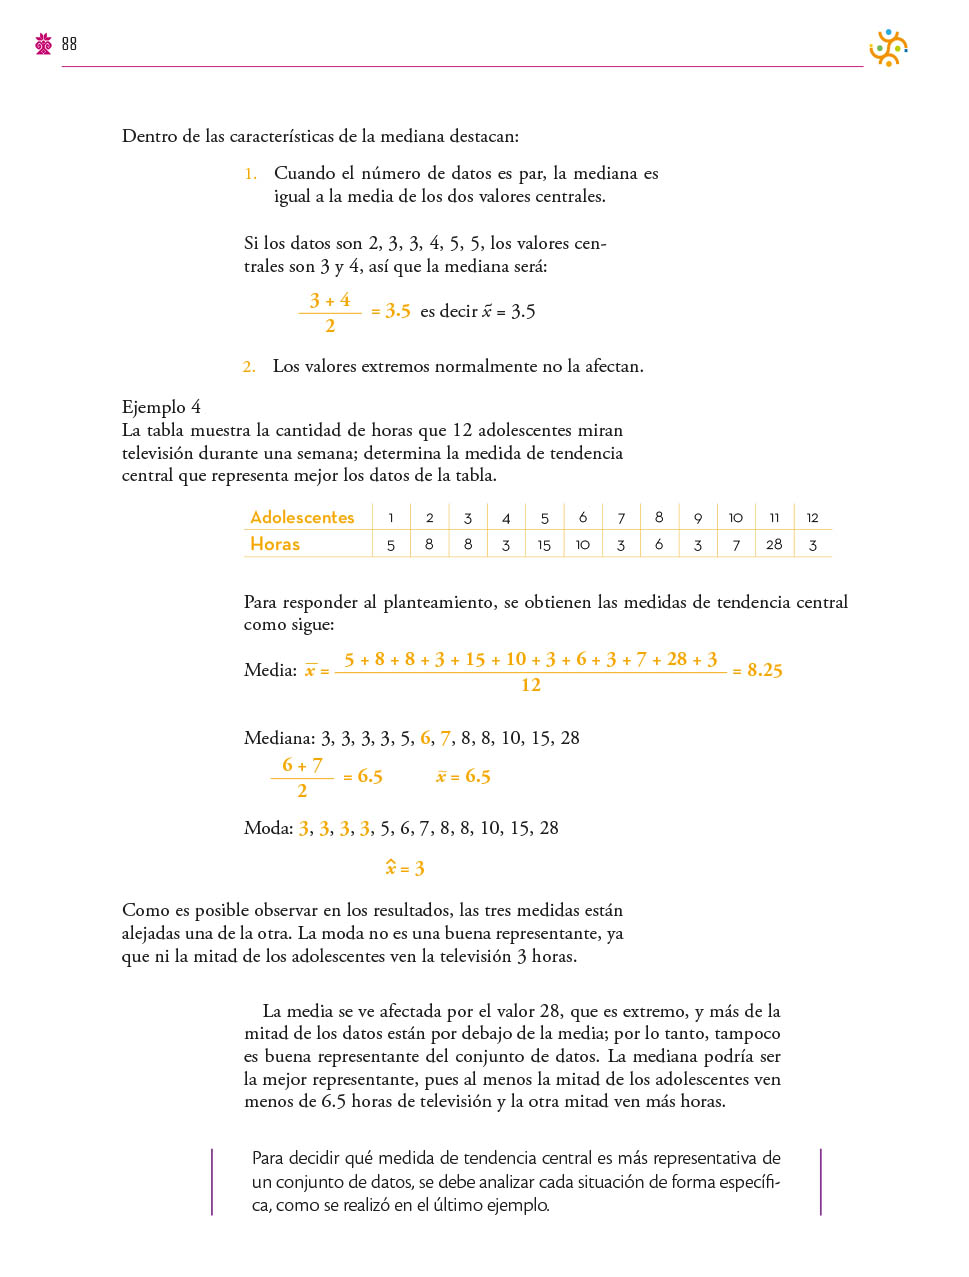 88
Dentro de las características de la mediana destacan:
1. Cuando el número de datos es par, la mediana es
igual a la media de los dos valores centrales.
Si los datos son 2, 3, 3, 4, 5, 5, los valores cen-
trales son 3 y 4, así que la mediana será:
3 + 4
2
= 3.5 es decir x̃ = 3.5
2. Los valores extremos normalmente no la afectan.
Ejemplo 4
La tabla muestra la cantidad de horas que 12 adolescentes miran
televisión durante una semana; determina la medida de tendencia
central que representa mejor los datos de la tabla.
Adolescentes 1 2 3 4 5 6 7 8 9 10 11 12
Horas 5 8 8 3 15 10 3 6 3 7 28 3
Para responder al planteamiento, se obtienen las medidas de tendencia central
como sigue:
Media: x̅ = 5 + 8 + 8 + 3 + 15 + 10 + 3 + 6 + 3 + 7 + 28 + 3
12
= 8.25
Mediana: 3, 3, 3, 3, 5, 6, 7, 8, 8, 10, 15, 28
6 + 7
2
= 6.5 x̅ = 6.5
Moda: 3, 3, 3, 3, 5, 6, 7, 8, 8, 10, 15, 28
x̂ = 3
Como es posible observar en los resultados, las tres medidas están
alejadas una de la otra. La moda no es una buena representante, ya
que ni la mitad de los adolescentes ven la televisión 3 horas.
La media se ve afectada por el valor 28, que es extremo, y más de la
mitad de los datos están por debajo de la media; por lo tanto, tampoco
es buena representante del conjunto de datos. La mediana podría ser
la mejor representante, pues al menos la mitad de los adolescentes ven
menos de 6.5 horas de televisión y la otra mitad ven más horas.
Para decidir qué medida de tendencia central es más representativa de
un conjunto de datos, se debe analizar cada situación de forma específi-
ca, como se realizó en el último ejemplo.